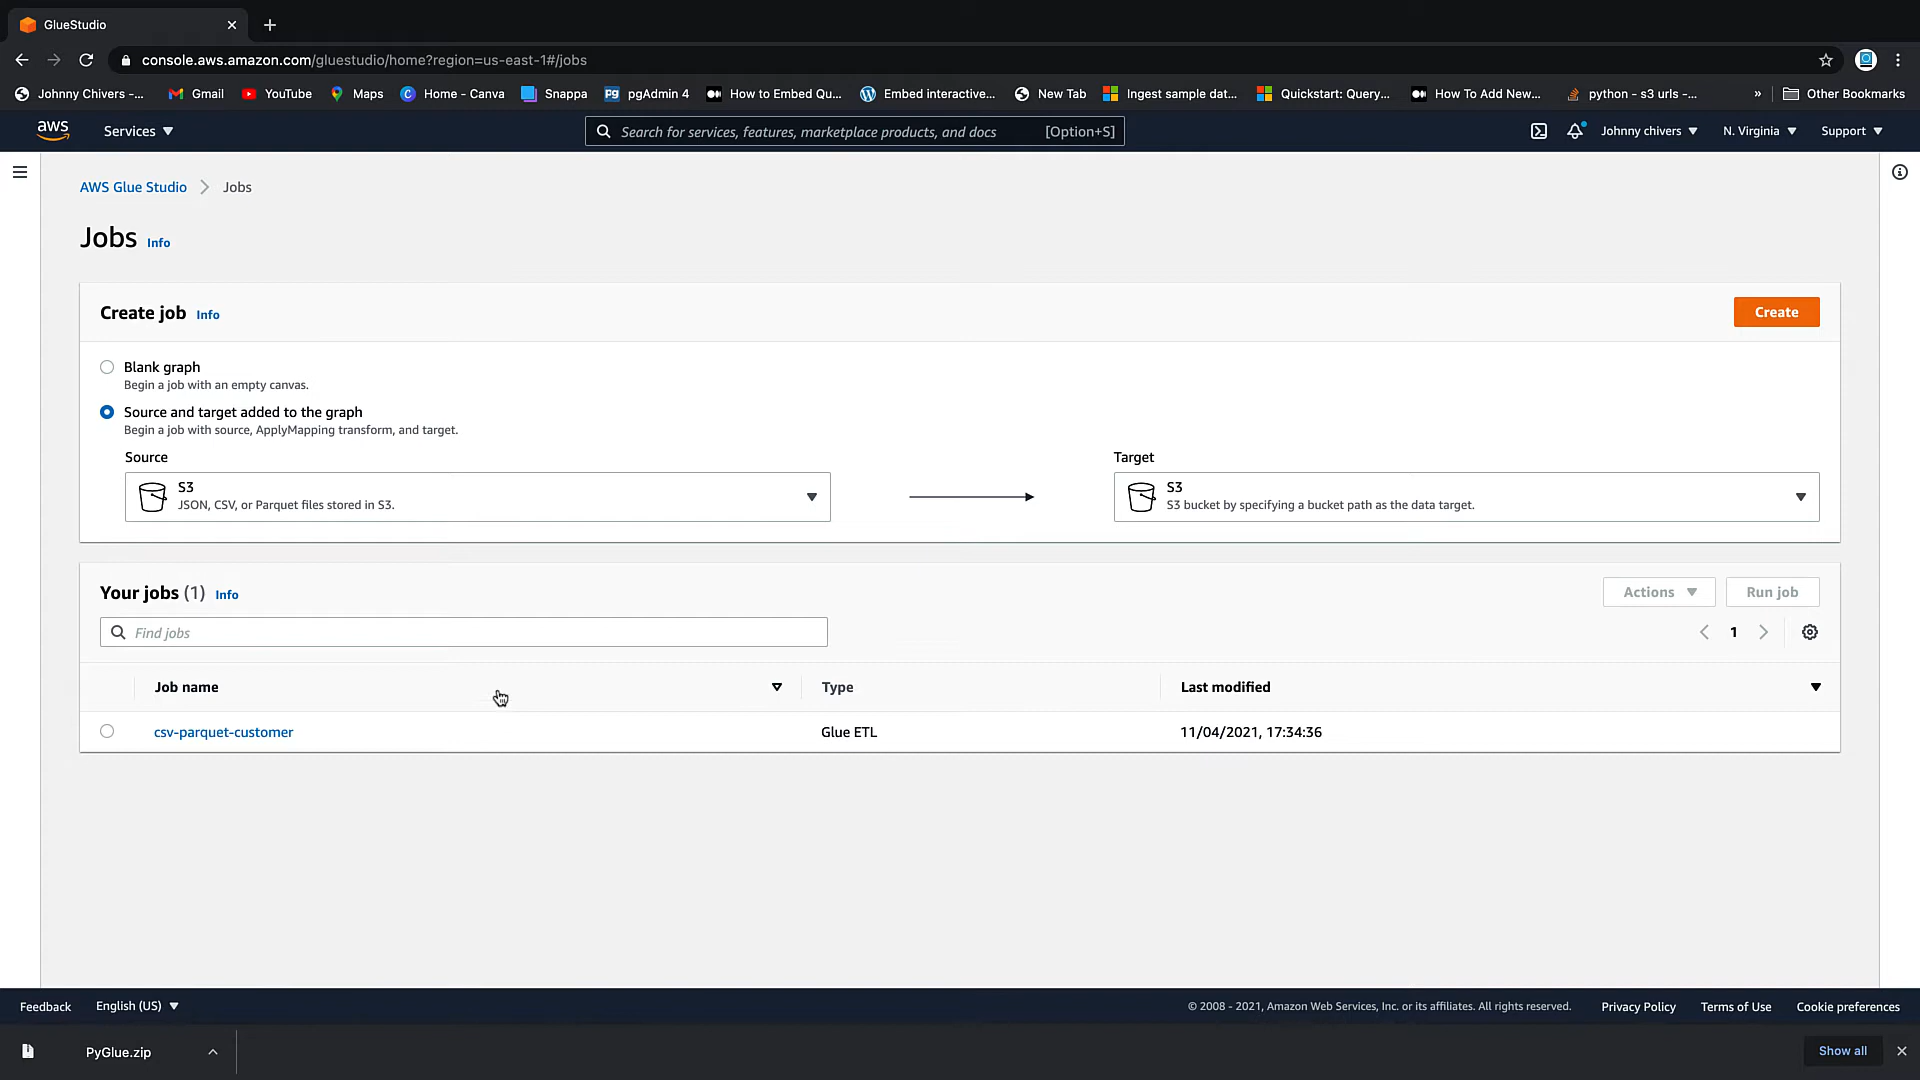 GlueStudio
console.aws.amazon.com/gluestudio/home?region=us-east-1#/jobs
Johnny Chivers -... Gmail YouTube Maps Home - Canva Snappa pgAdmin 4 How to Embed Qu... Embed interactive... New Tab Ingest sample dat... Quickstart: Query,... How To Add New... python - s3 urls -... » Other Bookmarks
aws Services Search for services, features, marketplace products, and docs [Option+S] Johnny chivers N. Virginia Support
AWS Glue Studio Jobs
Jobs Info
Create job Info Create
Blank graph
Begin a job with an empty canvas.
Source and target added to the graph
Begin a job with source, ApplyMapping transform, and target.
Source Target
S3 S3
JSON, CSV, or Parquet files stored in S3. S3 bucket by specifying a bucket path as the data target.
Your jobs (1) Info Actions Run job
Find jobs 1
Job name Type Last modified
csv-parquet-customer Glue ETL 11/04/2021, 17:34:36
Feedback English (US) © 2008 - 2021, Amazon Web Services, Inc. or its affiliates. All rights reserved. Privacy Policy Terms of Use Cookie preferences
PyGlue.zip Show all